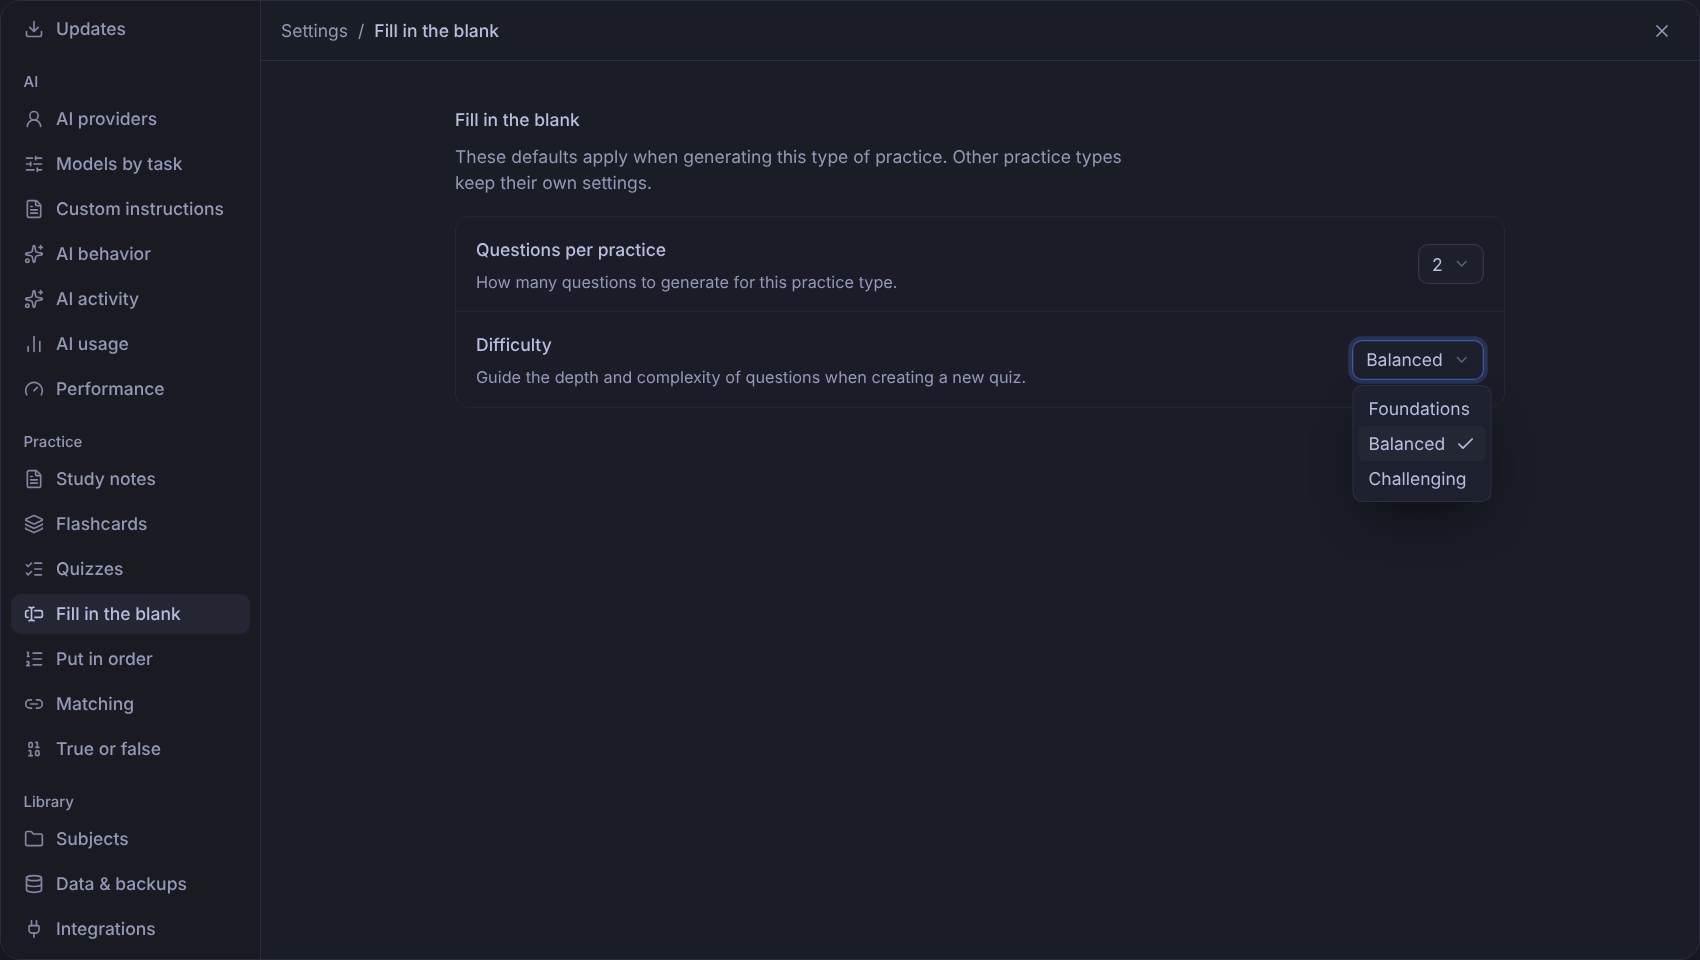 Updates
AI
AI providers
Models by task
Custom instructions
AI behavior
AI activity
AI usage
Performance
Practice
Study notes
Flashcards
Quizzes
Fill in the blank
Put in order
Matching
True or false
Library
Subjects
Data & backups
Integrations
Settings / Fill in the blank
Fill in the blank
These defaults apply when generating this type of practice. Other practice types
keep their own settings.
Questions per practice
How many questions to generate for this practice type.
2
Difficulty
Guide the depth and complexity of questions when creating a new quiz.
Balanced
Foundations
Balanced
Challenging